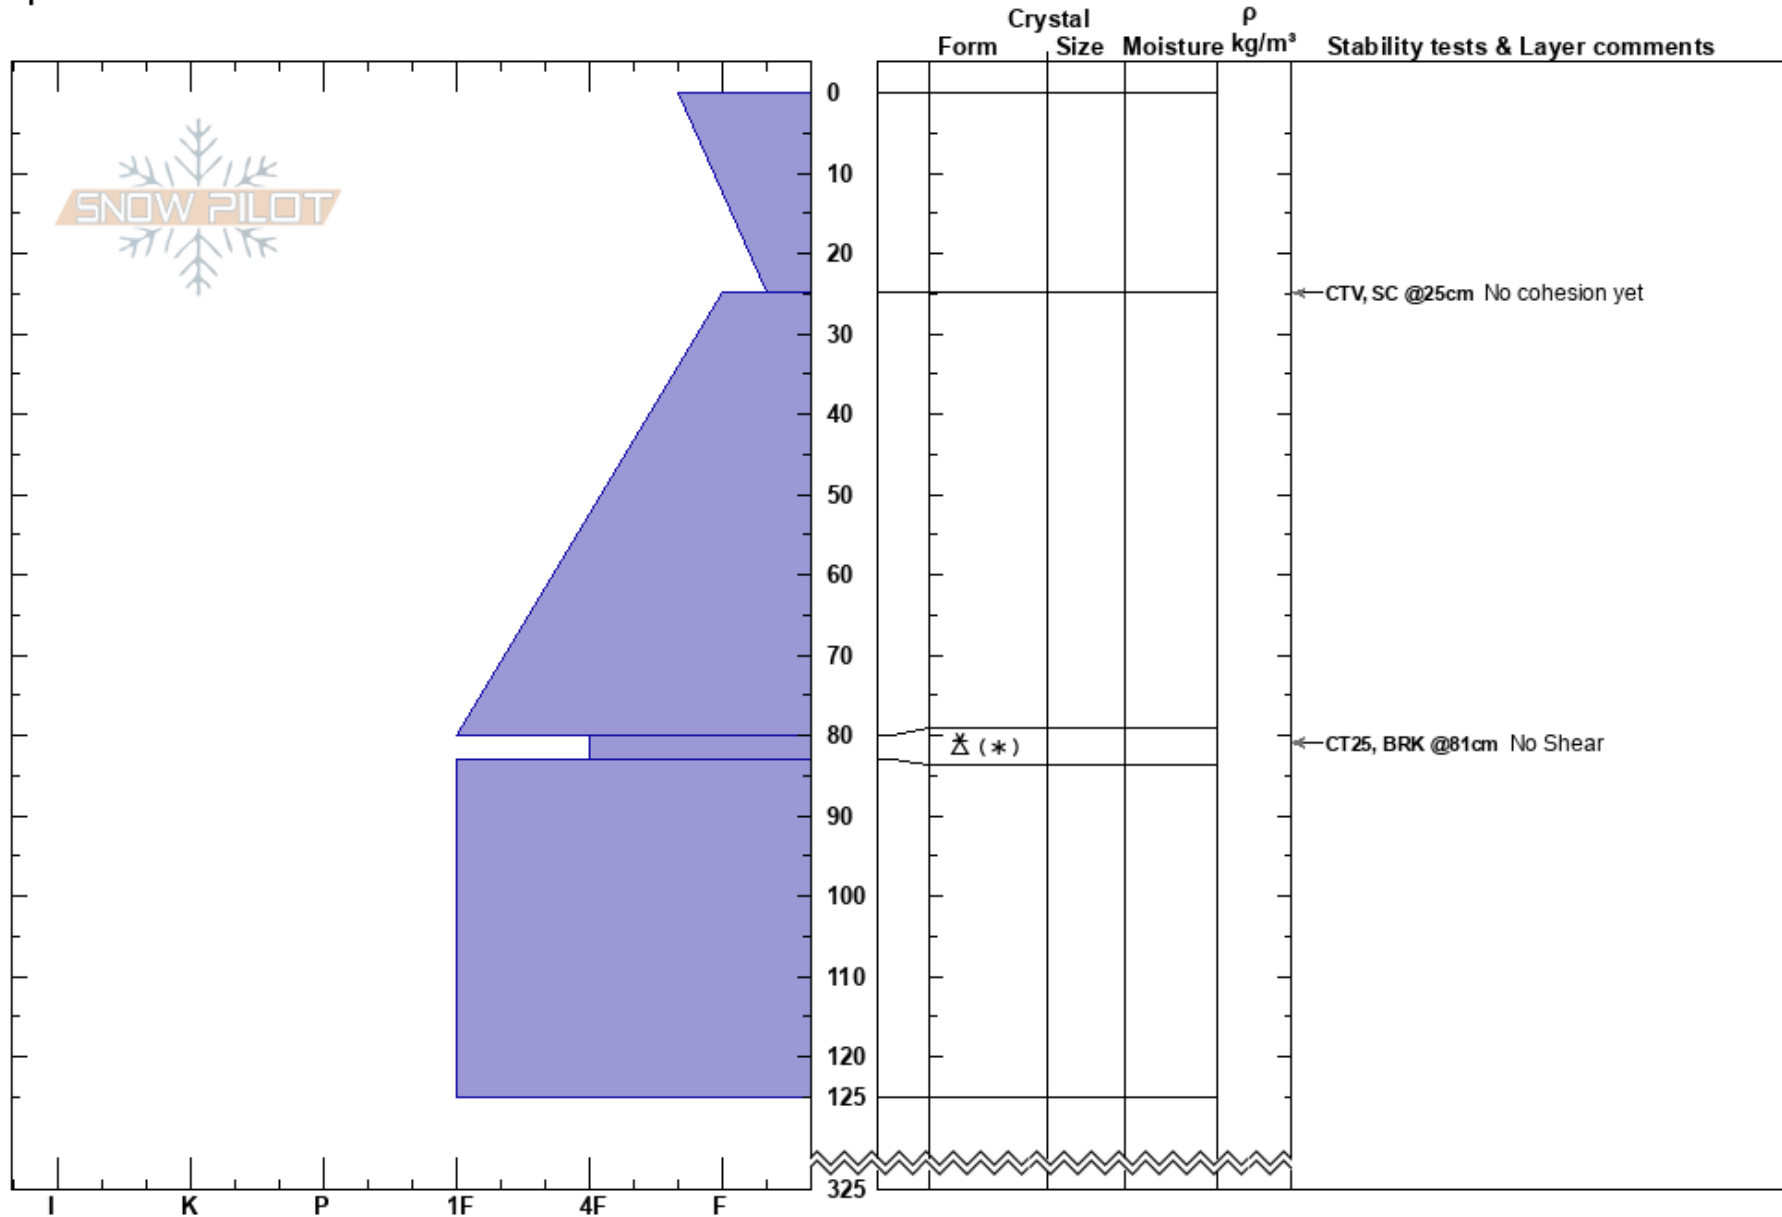 Crystal
Form Size Moisture ρ kg/m³ Stability tests & Layer comments
SNOW PILOT
0
10
20
CTV, SC @25cm No cohesion yet
30
40
50
60
70
80
(*)
CT25, BRK @81cm No Shear
90
100
110
120
125
325
I K P 1F 4F F